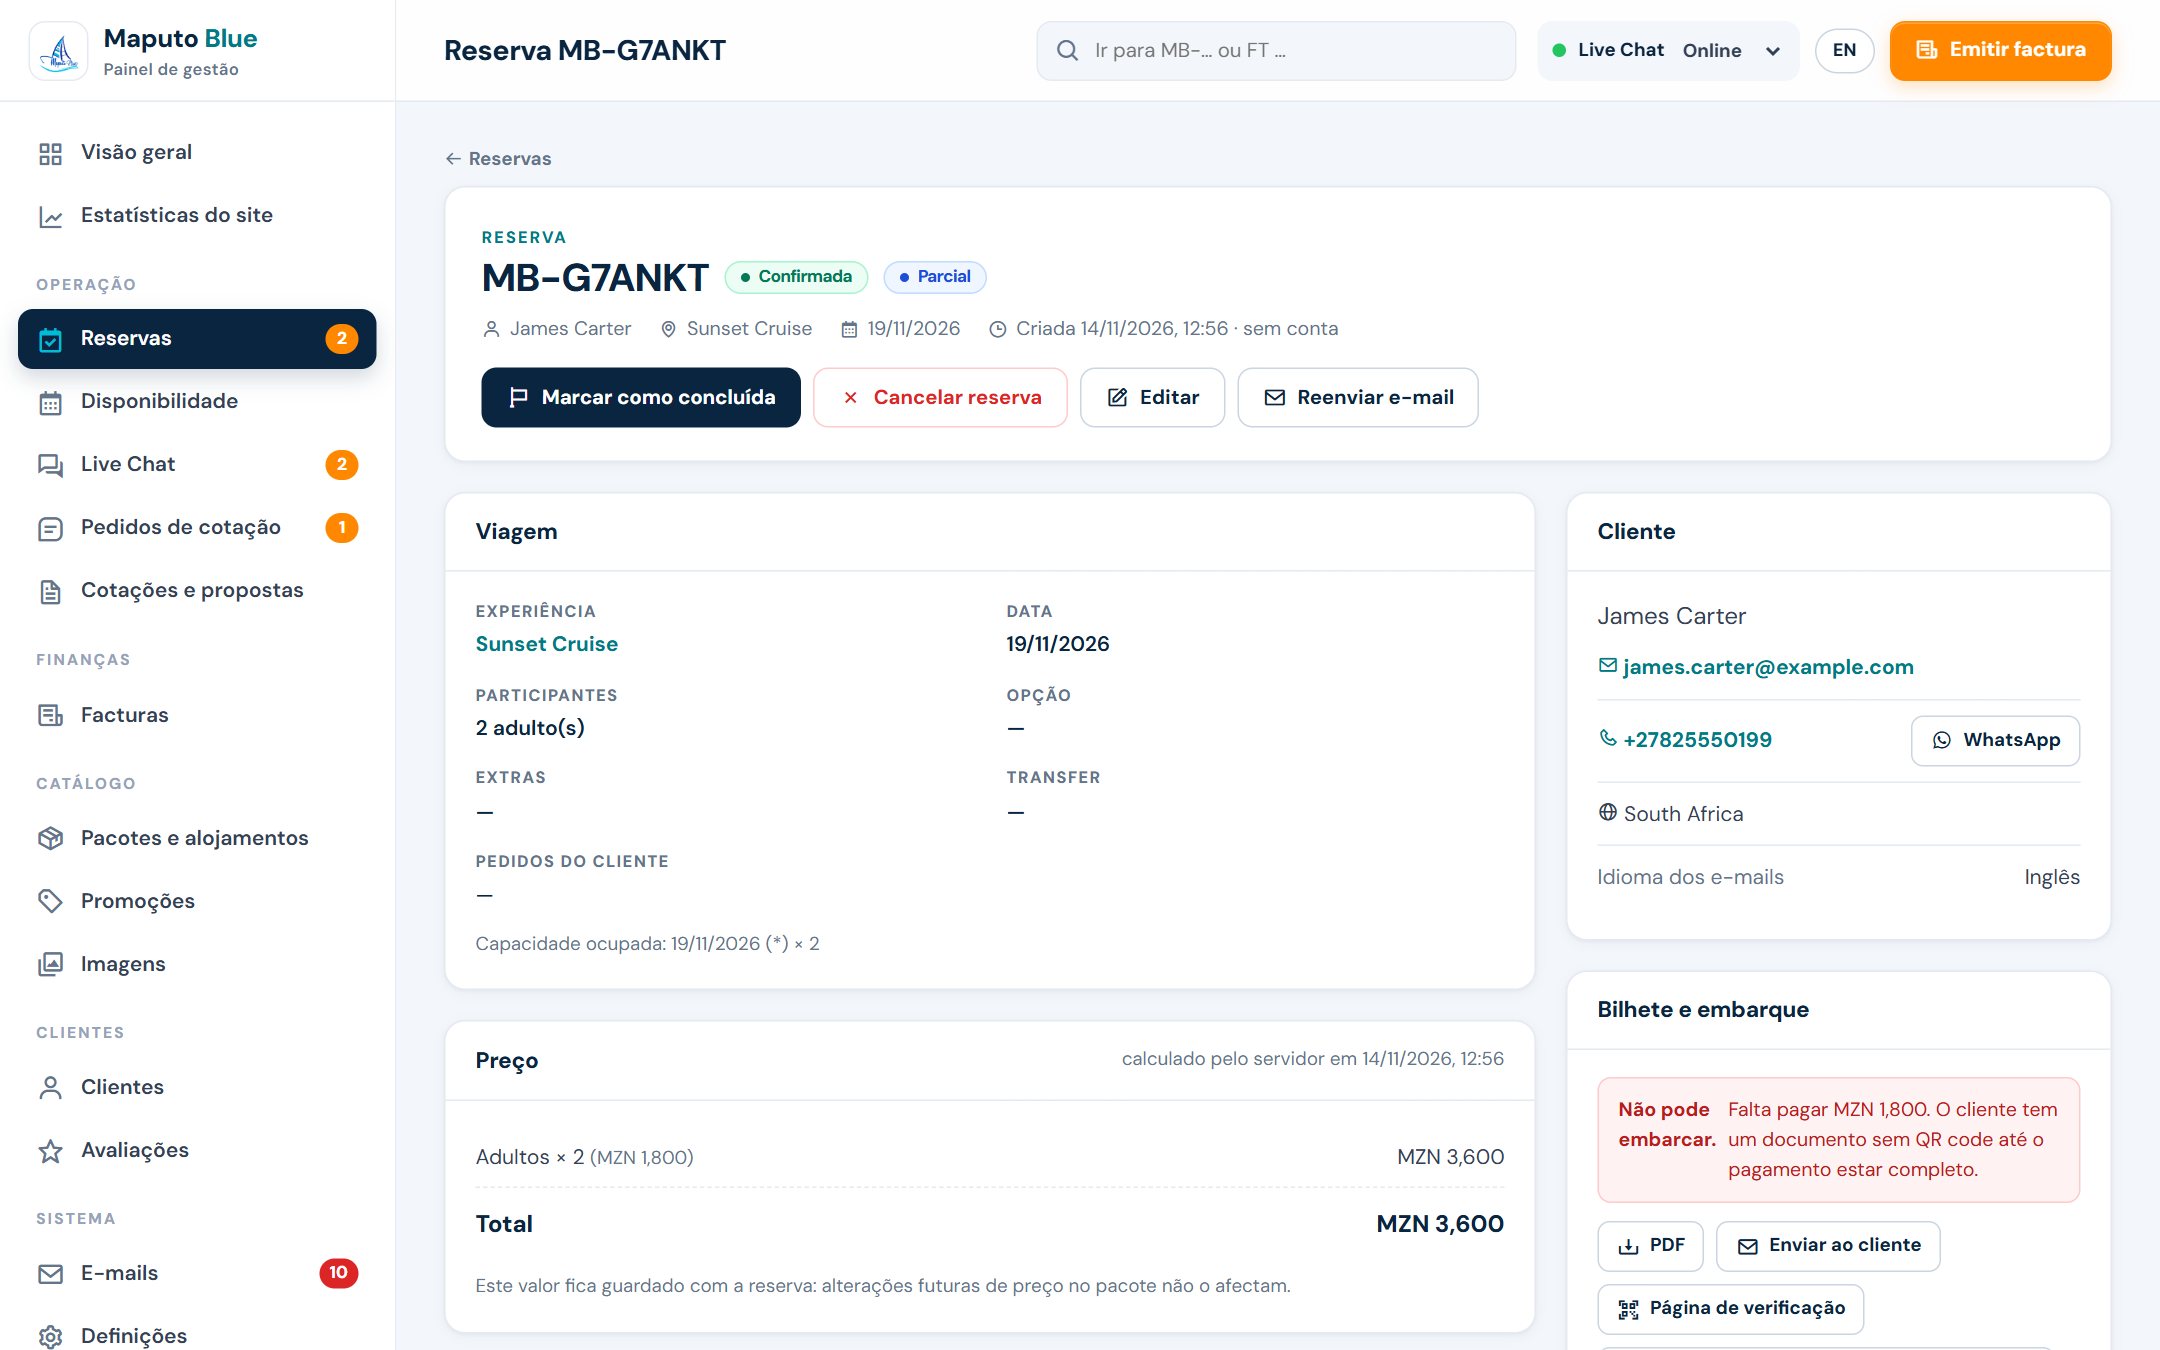 Maputo Blue
Painel de gestão
Reserva MB-G7ANKT
Ir para MB-... ou FT ...
Live Chat Online
EN
Emitir factura
Visão geral
Estatísticas do site
OPERAÇÃO
Reservas 2
Disponibilidade
Live Chat 2
Pedidos de cotação 1
Cotações e propostas
FINANÇAS
Facturas
CATÁLOGO
Pacotes e alojamentos
Promoções
Imagens
CLIENTES
Clientes
Avaliações
SISTEMA
E-mails 10
Definições
← Reservas
RESERVA
MB-G7ANKT Confirmada Parcial
James Carter Sunset Cruise 19/11/2026 Criada 14/11/2026, 12:56 · sem conta
Marcar como concluída Cancelar reserva Editar Reenviar e-mail
Viagem
EXPERIÊNCIA
Sunset Cruise
DATA
19/11/2026
PARTICIPANTES
2 adulto(s)
OPÇÃO
—
EXTRAS
—
TRANSFER
—
PEDIDOS DO CLIENTE
—
Capacidade ocupada: 19/11/2026 (*) × 2
Preço
calculado pelo servidor em 14/11/2026, 12:56
Adultos × 2 (MZN 1,800) MZN 3,600
Total MZN 3,600
Este valor fica guardado com a reserva: alterações futuras de preço no pacote não o afectam.
Cliente
James Carter
james.carter@example.com
+27825550199 WhatsApp
South Africa
Idioma dos e-mails Inglês
Bilhete e embarque
Não pode embarcar.
Falta pagar MZN 1,800. O cliente tem
um documento sem QR code até o
pagamento estar completo.
PDF Enviar ao cliente
Página de verificação